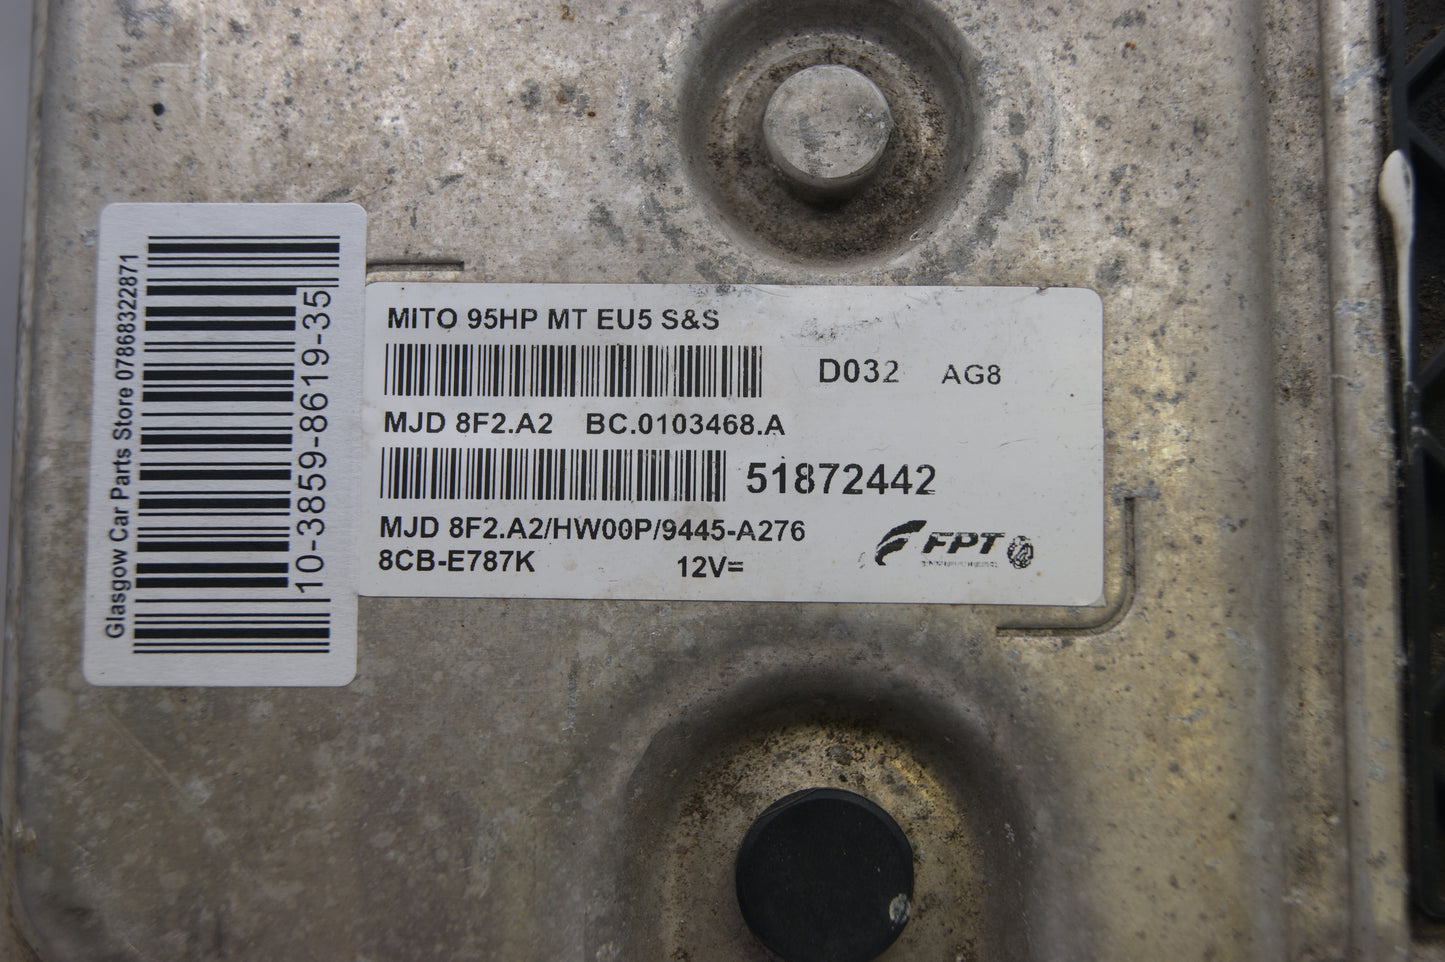 Glasgow Car Parts Store 07868322871
10-3859-8619-35
MITO 95HP MT EU5 S&S
D032 AG8
MJD 8F2.A2 BC.0103468.A
51872442
MJD 8F2.A2/HW00P/9445-A276
8CB-E787K 12V=
FPT